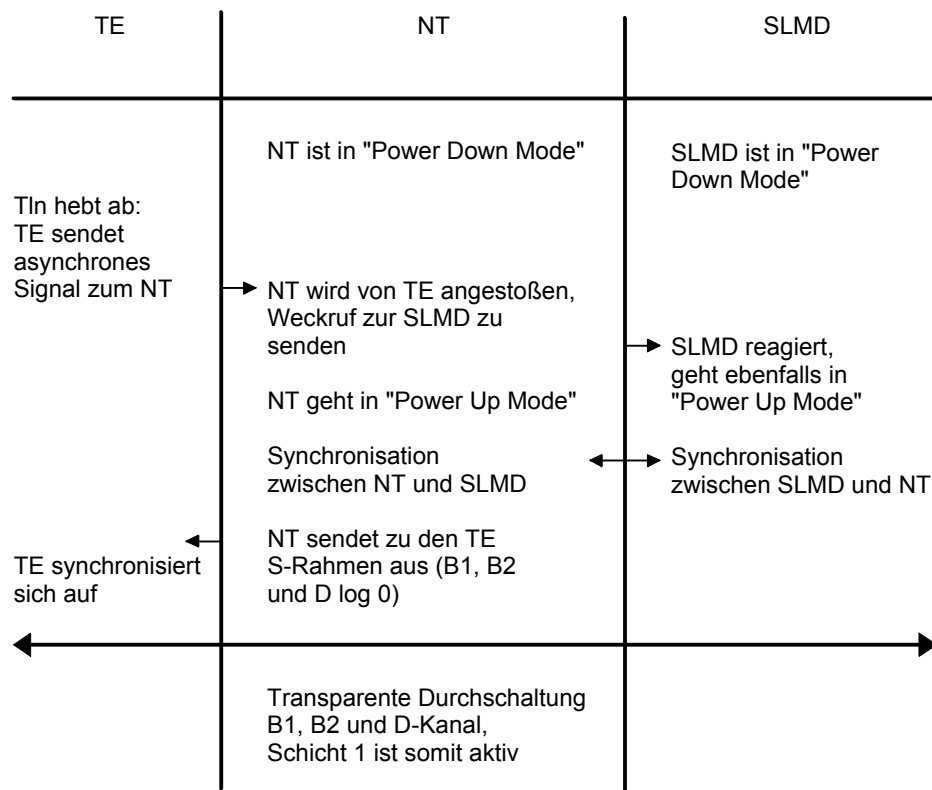 TE
NT
SLMD
NT ist in "Power Down Mode"
SLMD ist in "Power
Down Mode"
Tln hebt ab:
TE sendet
asynchrones
Signal zum NT
NT wird von TE angestoßen,
Weckruf zur SLMD zu
senden
SLMD reagiert,
geht ebenfalls in
"Power Up Mode"
NT geht in "Power Up Mode"
Synchronisation
zwischen NT und SLMD
Synchronisation
zwischen SLMD und NT
NT sendet zu den TE
S-Rahmen aus (B1, B2
und D log 0)
TE synchronisiert
sich auf
Transparente Durchschaltung
B1, B2 und D-Kanal,
Schicht 1 ist somit aktiv